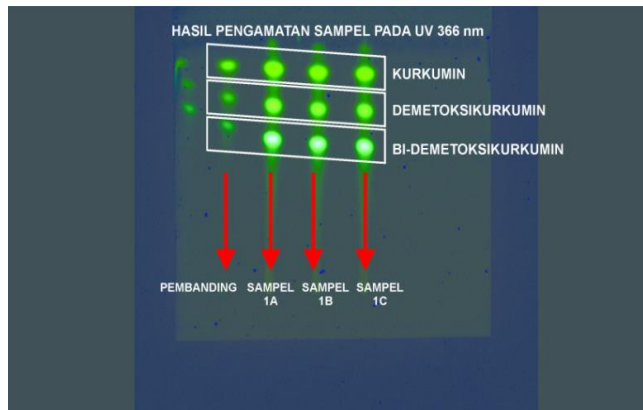 HASIL PENGAMATAN SAMPEL PADA UV 366 nm
KURKUMIN
DEMETOKSIKURKUMIN
BI-DEMETOKSIKURKUMIN
PEMBANDING
SAMPEL
1A
SAMPEL
1B
SAMPEL
1C